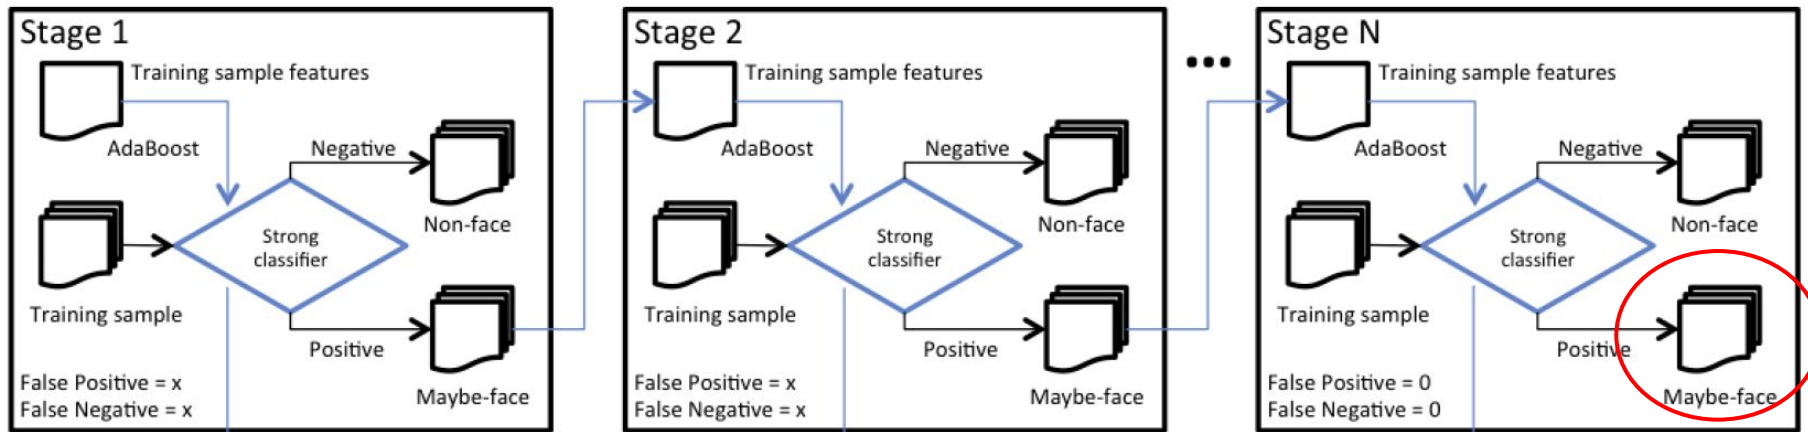 Stage 1
Training sample features
AdaBoost
Negative
Non-face
Strong
classifier
Training sample
Positive
Maybe-face
False Positive = x
False Negative = x
Stage 2
Training sample features
AdaBoost
Negative
Non-face
Strong
classifier
Training sample
Positive
Maybe-face
False Positive = x
False Negative = x
...
Stage N
Training sample features
AdaBoost
Negative
Non-face
Strong
classifier
Training sample
Positive
Maybe-face
False Positive = 0
False Negative = 0